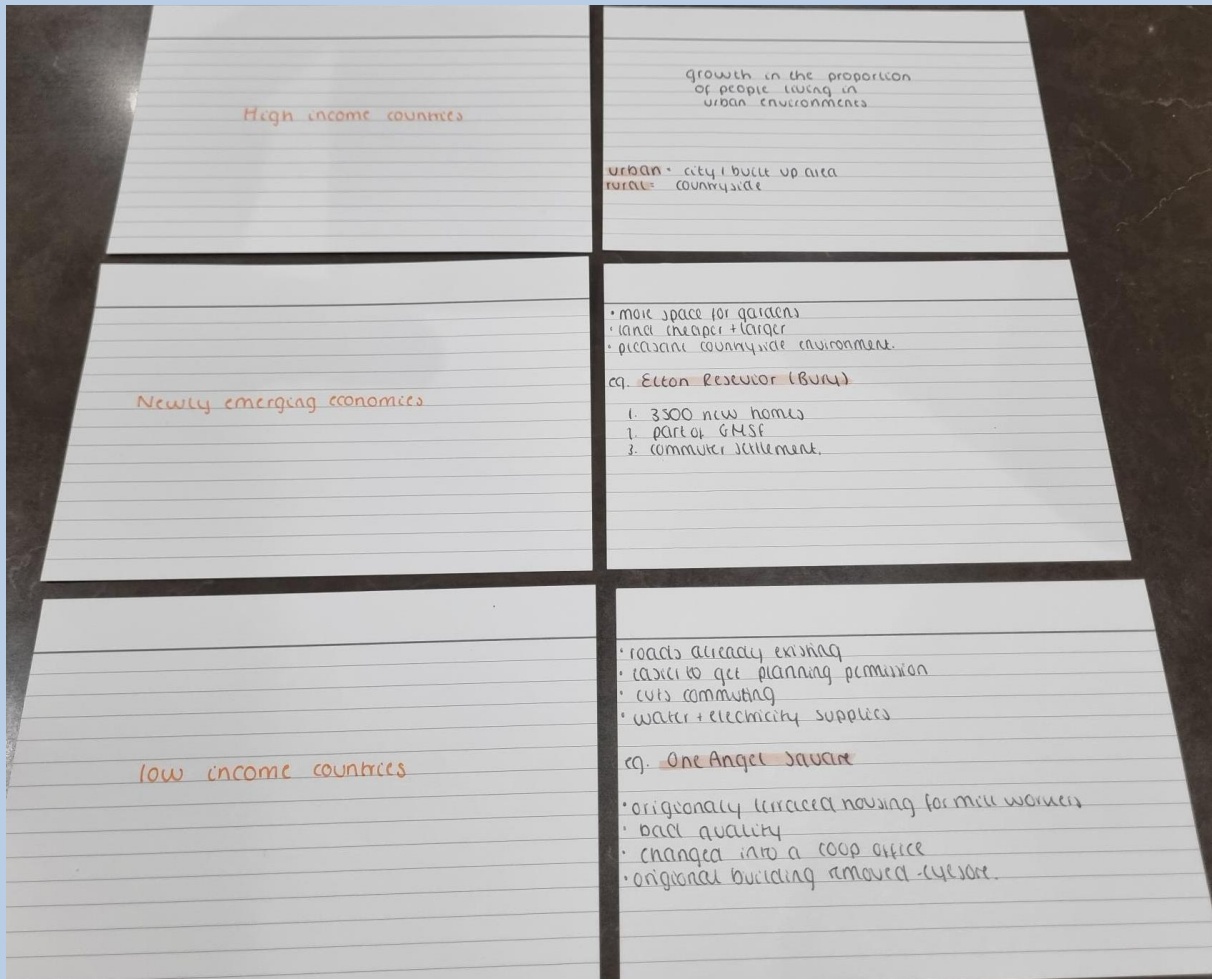 High income countries
growth in the proportion
of people living in
urban environments
urban = city / built up area
rural = countryside
Newly emerging economies
• more space for gardens
• land cheaper + larger
• pleasant countryside environment.
eg. Elton Resevior (Bury)
1. 3500 new homes
2. part of GMSF
3. commuter settlement.
low income countries
• roads already existing
• easier to get planning permission
• cuts commuting
• water + electricity supplies
eg. One Angel Square
• origionaly terraced housing for mill workers
• bad quality
• changed into a coop office
• origional building removed - eyesore.